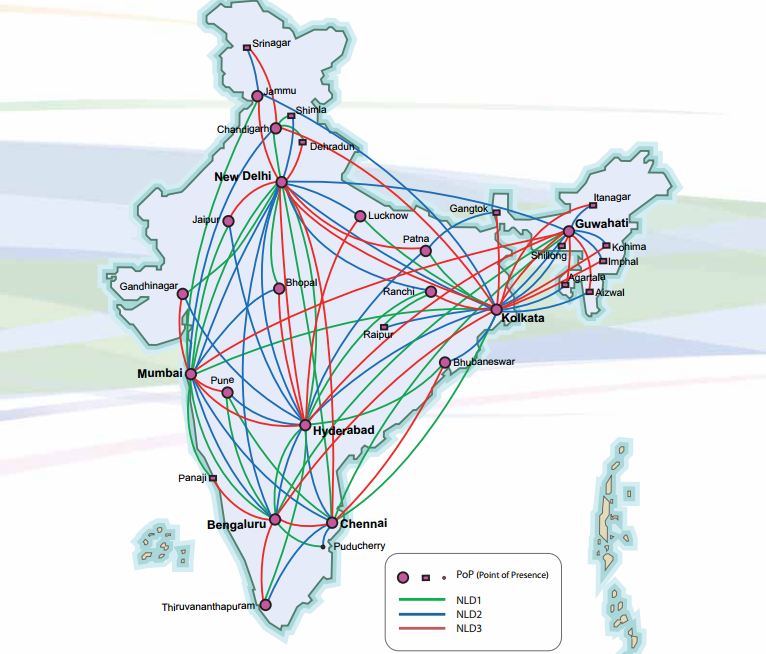 Srinagar
Jammu
Shimla
Chandigarh
Dehradun
New Delhi
Itanagar
Gangtok
Jaipur
Lucknow
Guwahati
Patna
Kohima
Shillong
Imphal
Agartala
Gandhinagar
Bhopal
Ranchi
Aizwal
Kolkata
Raipur
Bhubaneswar
Mumbai
Pune
Hyderabad
Panaji
Bengaluru
Chennai
Puducherry
Thiruvananthapuram
PoP (Point of Presence)
NLD1
NLD2
NLD3